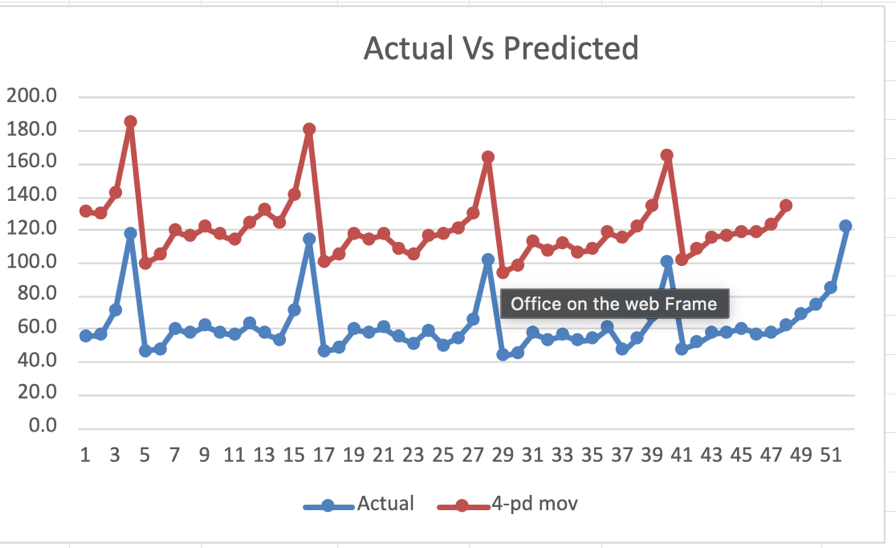 Actual Vs Predicted
200.0
180.0
160.0
140.0
120.0
100.0
80.0
60.0
40.0
20.0
0.0
Office on the web Frame
1 3 5 7 9 11 13 15 17 19 21 23 25 27 29 31 33 35 37 39 41 43 45 47 49 51
Actual 4-pd mov